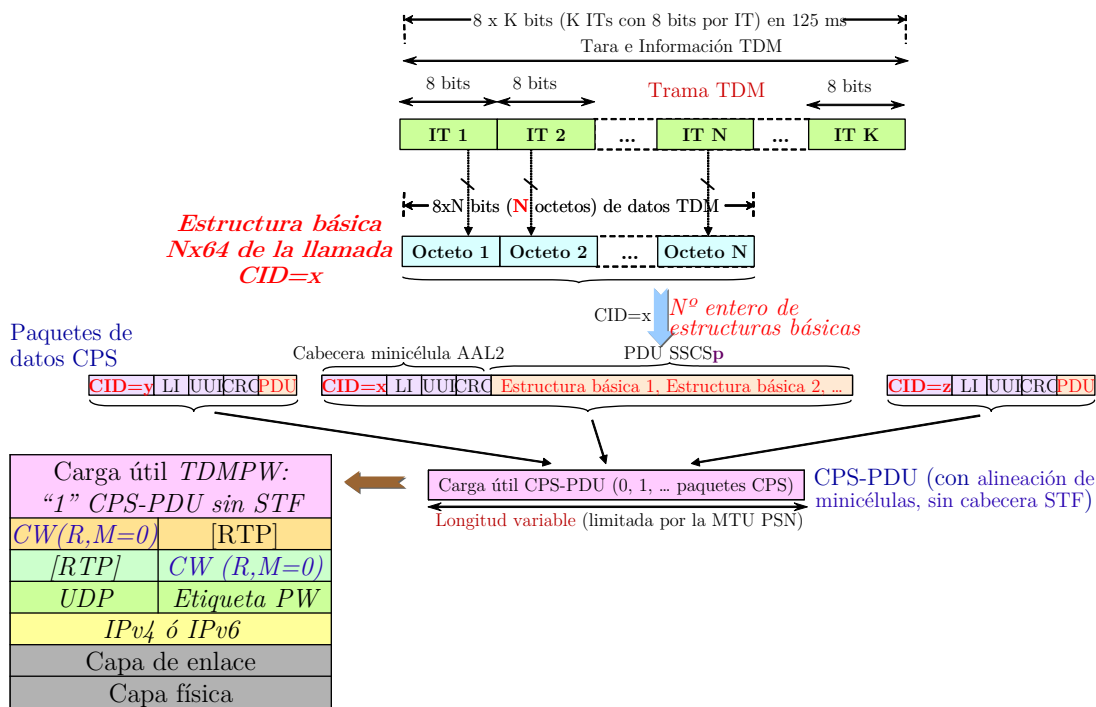 8 x K bits (K ITs con 8 bits por IT) en 125 ms
Tara e Información TDM
8 bits
8 bits
Trama TDM
8 bits
IT 1
IT 2
...
IT N
...
IT K
8xN bits (N octetos) de datos TDM
Estructura básica
Nx64 de la llamada
CID=x
Octeto 1
Octeto 2
...
Octeto N
CID=x
Nº entero de
estructuras básicas
Paquetes de
datos CPS
Cabecera minicélula AAL2
PDU SSCSp
CID=y
LI
UUI
CRC
PDU
CID=x
LI
UUI
CRC
Estructura básica 1, Estructura básica 2, ...
CID=z
LI
UUI
CRC
PDU
Carga útil TDMPW:
“1” CPS-PDU sin STF
Carga útil CPS-PDU (0, 1, ... paquetes CPS)
CPS-PDU (con alineación de
minicélulas, sin cabecera STF)
Longitud variable (limitada por la MTU PSN)
CW(R,M=0)
[RTP]
[RTP]
CW (R,M=0)
UDP
Etiqueta PW
IPv4 ó IPv6
Capa de enlace
Capa física